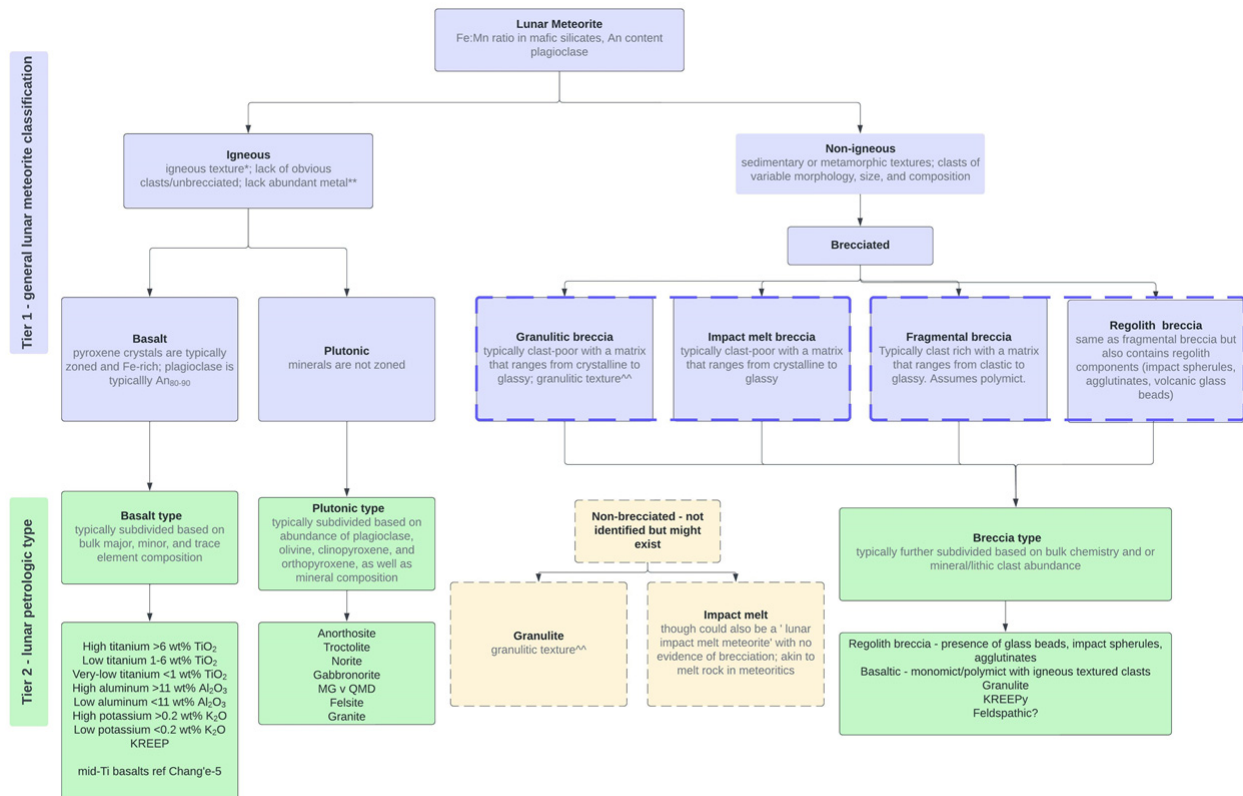 Tier 1 - general lunar meteorite classification
Lunar Meteorite
Fe:Mn ratio in mafic silicates, An content
plagioclase
Igneous
igneous texture*; lack of obvious
clasts/unbrecciated; lack abundant metal**
Non-igneous
sedimentary or metamorphic textures; clasts of
variable morphology, size, and composition
Brecciated
Basalt
pyroxene crystals are typically
zoned and Fe-rich; plagioclase
is typicallly An₈₀₋₉₀
Plutonic
minerals are not zoned
Granulitic breccia
typically clast-poor with a matrix
that ranges from crystalline to
glassy; granulitic texture^^
Impact melt breccia
typically clast-poor with a matrix
that ranges from crystalline to
glassy
Fragmental breccia
Typically clast rich with a matrix
that ranges from clastic to
glassy. Assumes polymict.
Regolith breccia
same as fragmental breccia but
also contains regolith
components (impact spherules,
agglutinates, volcanic glass
beads)
Tier 2 - lunar petrologic type
Basalt type
typically subdivided based on
bulk major, minor, and trace
element composition
Plutonic type
typically subdivided based on
abundance of plagioclase,
olivine, clinopyroxene, and
orthopyroxene, as well as
mineral composition
Non-brecciated - not
identified but might
exist
Breccia type
typically further subdivided based on bulk chemistry and or
mineral/lithic clast abundance
High titanium >6 wt% TiO₂
Low titanium 1-6 wt% TiO₂
Very-low titanium <1 wt% TiO₂
High aluminum >11 wt% Al₂O₃
Low aluminum <11 wt% Al₂O₃
High potassium >0.2 wt% K₂O
Low potassium <0.2 wt% K₂O
KREEP
mid-Ti basalts ref Chang'e-5
Anorthosite
Troctolite
Norite
Gabbronorite
MG v QMD
Felsite
Granite
Granulite
granulitic texture^^
Impact melt
though could also be a ' lunar
impact melt meteorite' with no
evidence of brecciation; akin to
melt rock in meteoritics
Regolith breccia - presence of glass beads, impact spherules,
agglutinates
Basaltic - monomict/polymict with igneous textured clasts
Granulite
KREEPy
Feldspathic?